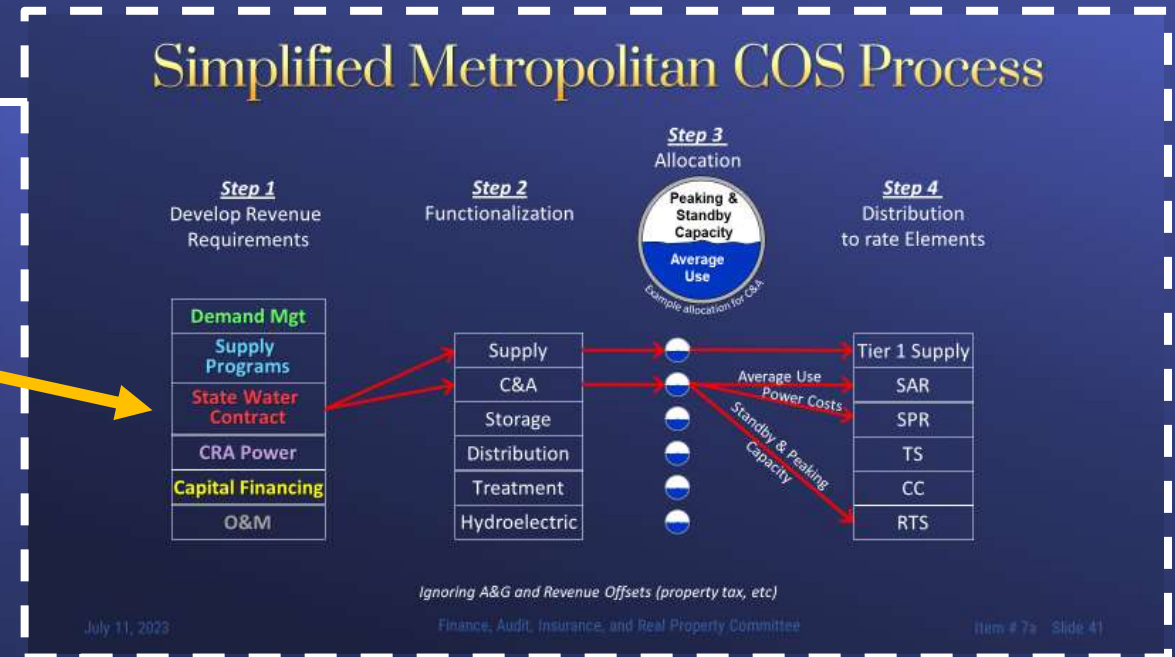 Simplified Metropolitan COS Process
Step 1
Develop Revenue
Requirements
Demand Mgt
Supply
Programs
State Water
Contract
CRA Power
Capital Financing
O&M
Step 2
Functionalization
Supply
C&A
Storage
Distribution
Treatment
Hydroelectric
Step 3
Allocation
Peaking &
Standby
Capacity
Average
Use
Example allocation for C&A
Average Use
Power Costs
Standby & Peaking
Capacity
Step 4
Distribution
to rate Elements
Tier 1 Supply
SAR
SPR
TS
CC
RTS
Ignoring A&G and Revenue Offsets (property tax, etc)
July 11, 2023
Finance, Audit, Insurance, and Real Property Committee
Item # 7a Slide 41